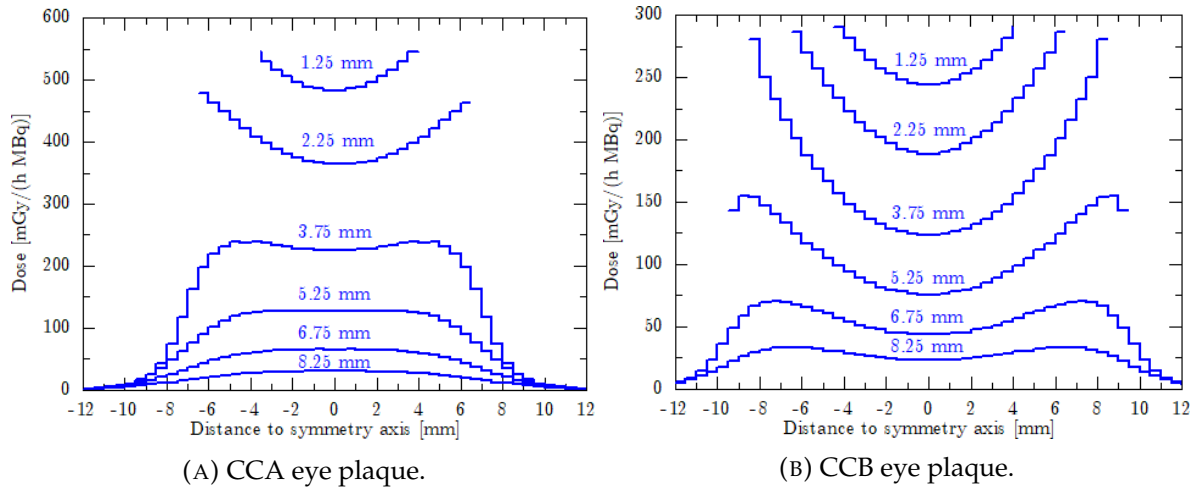 600
500
400
300
200
100
0
Dose [mGy/(h MBq)]
1.25 mm
2.25 mm
3.75 mm
5.25 mm
6.75 mm
8.25 mm
-12 -10 -8 -6 -4 -2 0 2 4 6 8 10 12
Distance to symmetry axis [mm]
(A) CCA eye plaque.
300
250
200
150
100
50
0
Dose [mGy/(h MBq)]
1.25 mm
2.25 mm
3.75 mm
5.25 mm
6.75 mm
8.25 mm
-12 -10 -8 -6 -4 -2 0 2 4 6 8 10 12
Distance to symmetry axis [mm]
(B) CCB eye plaque.